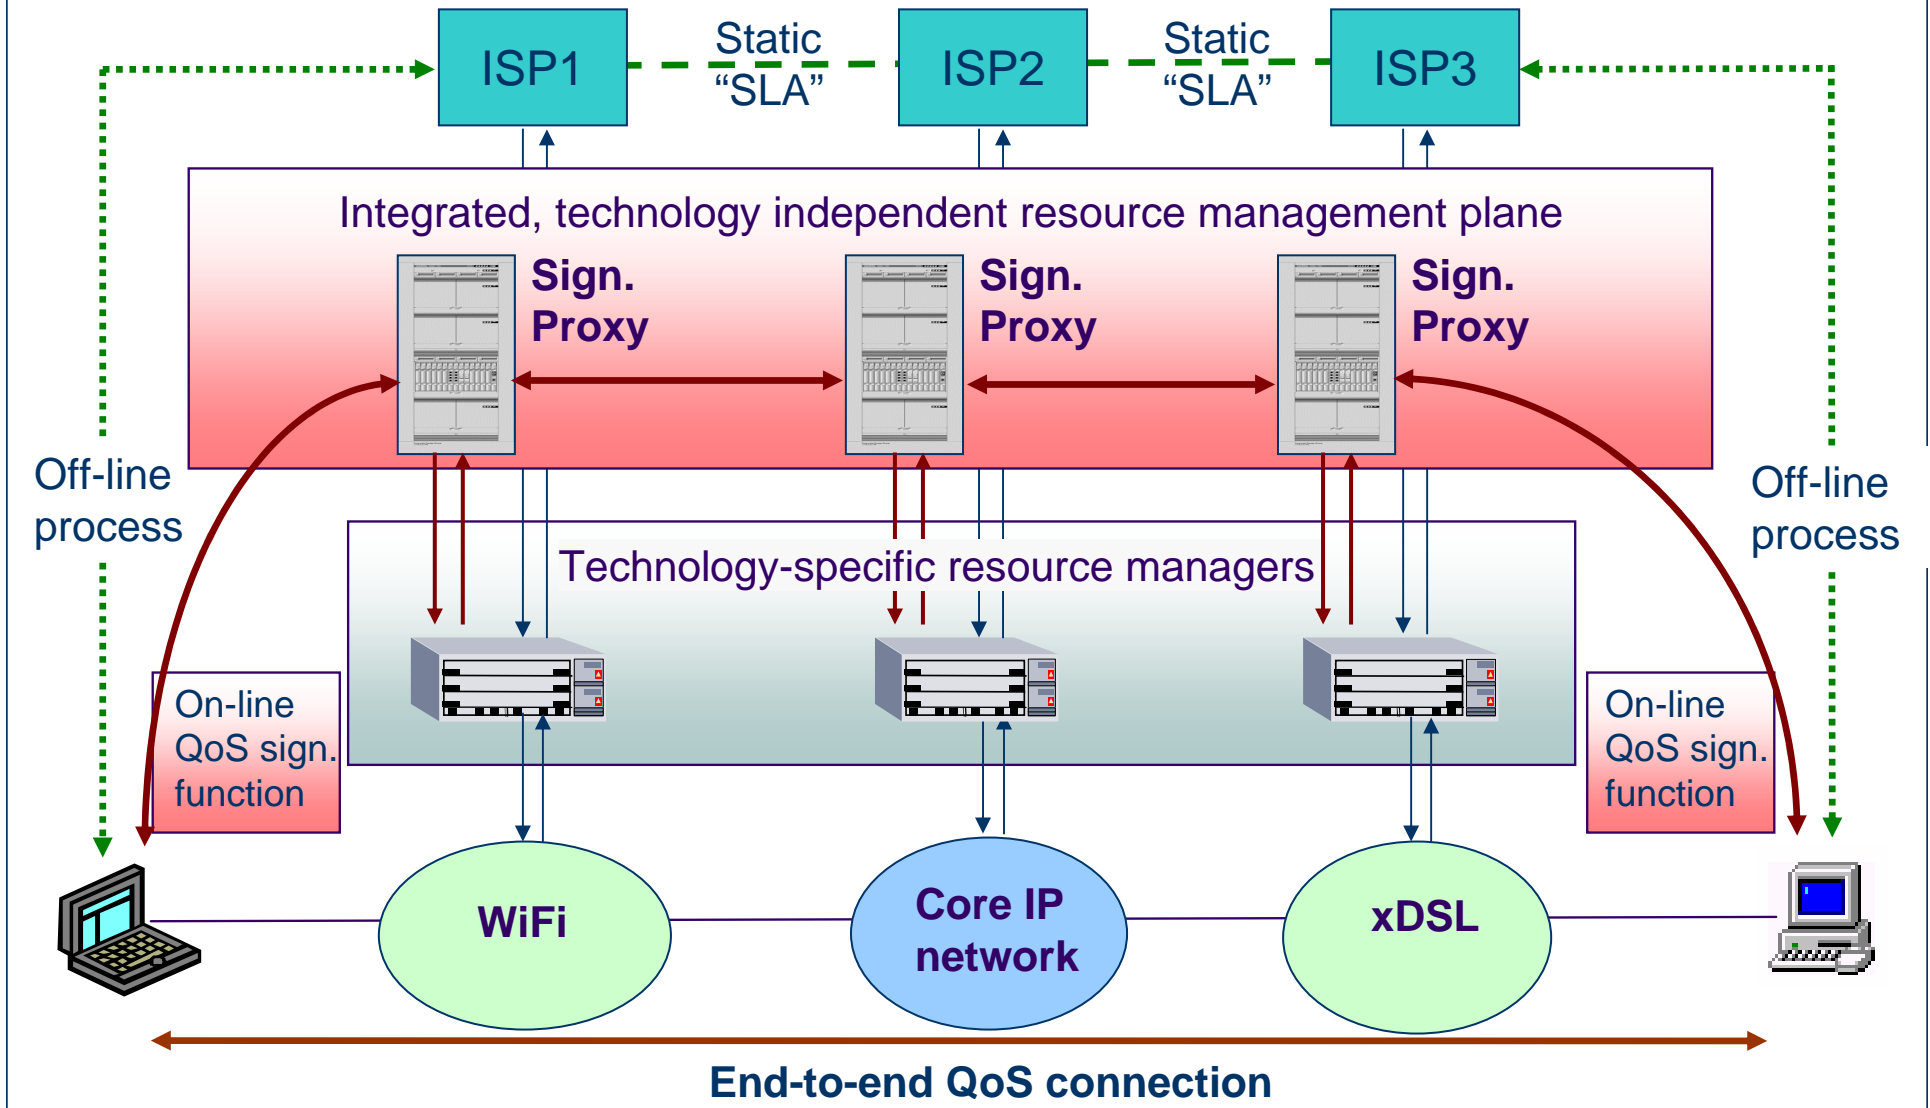 ISP1
Static
“SLA”
ISP2
Static
“SLA”
ISP3
Integrated, technology independent resource management plane
Sign.
Proxy
Sign.
Proxy
Sign.
Proxy
Off-line
process
Off-line
process
Technology-specific resource managers
On-line
QoS sign.
function
On-line
QoS sign.
function
WiFi
Core IP
network
xDSL
End-to-end QoS connection